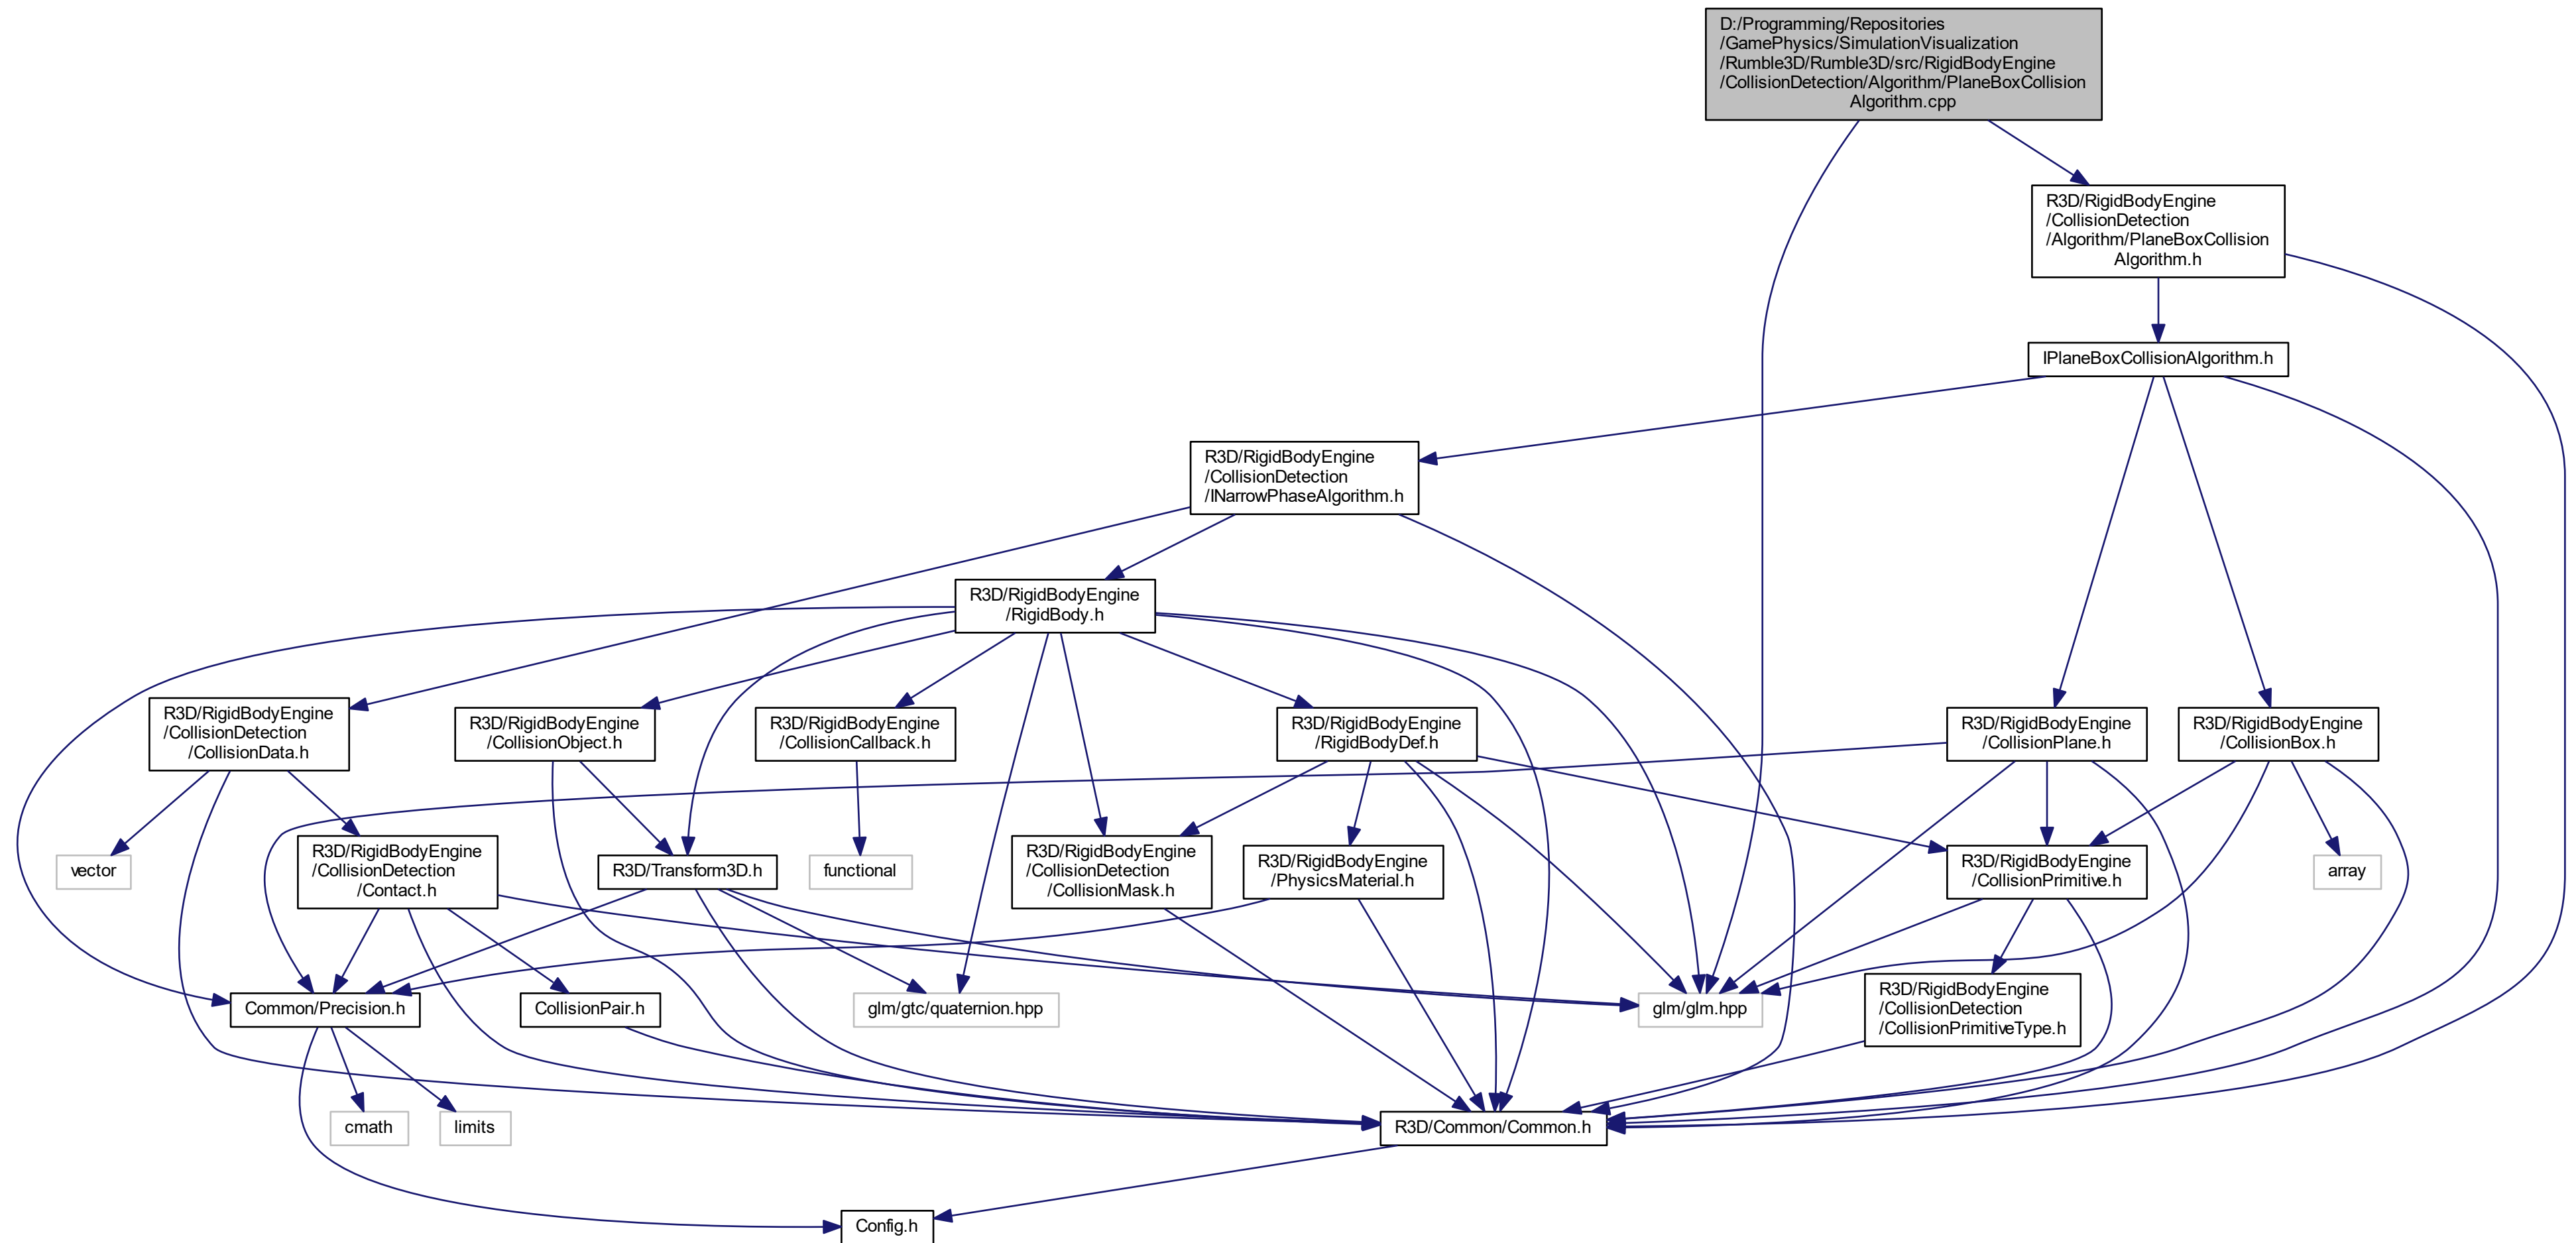 D:/Programming/Repositories
/GamePhysics/SimulationVisualization
/Rumble3D/Rumble3D/src/RigidBodyEngine
/CollisionDetection/Algorithm/PlaneBoxCollision
Algorithm.cpp
R3D/RigidBodyEngine
/CollisionDetection
/Algorithm/PlaneBoxCollision
Algorithm.h
IPlaneBoxCollisionAlgorithm.h
R3D/RigidBodyEngine
/CollisionDetection
/INarrowPhaseAlgorithm.h
R3D/RigidBodyEngine
/RigidBody.h
R3D/RigidBodyEngine
/CollisionDetection
/CollisionData.h
R3D/RigidBodyEngine
/CollisionObject.h
R3D/RigidBodyEngine
/CollisionCallback.h
R3D/RigidBodyEngine
/RigidBodyDef.h
R3D/RigidBodyEngine
/CollisionPlane.h
R3D/RigidBodyEngine
/CollisionBox.h
vector
R3D/RigidBodyEngine
/CollisionDetection
/Contact.h
R3D/Transform3D.h
functional
R3D/RigidBodyEngine
/CollisionDetection
/CollisionMask.h
R3D/RigidBodyEngine
/PhysicsMaterial.h
R3D/RigidBodyEngine
/CollisionPrimitive.h
array
Common/Precision.h
CollisionPair.h
glm/gtc/quaternion.hpp
glm/glm.hpp
R3D/RigidBodyEngine
/CollisionDetection
/CollisionPrimitiveType.h
cmath
limits
R3D/Common/Common.h
Config.h